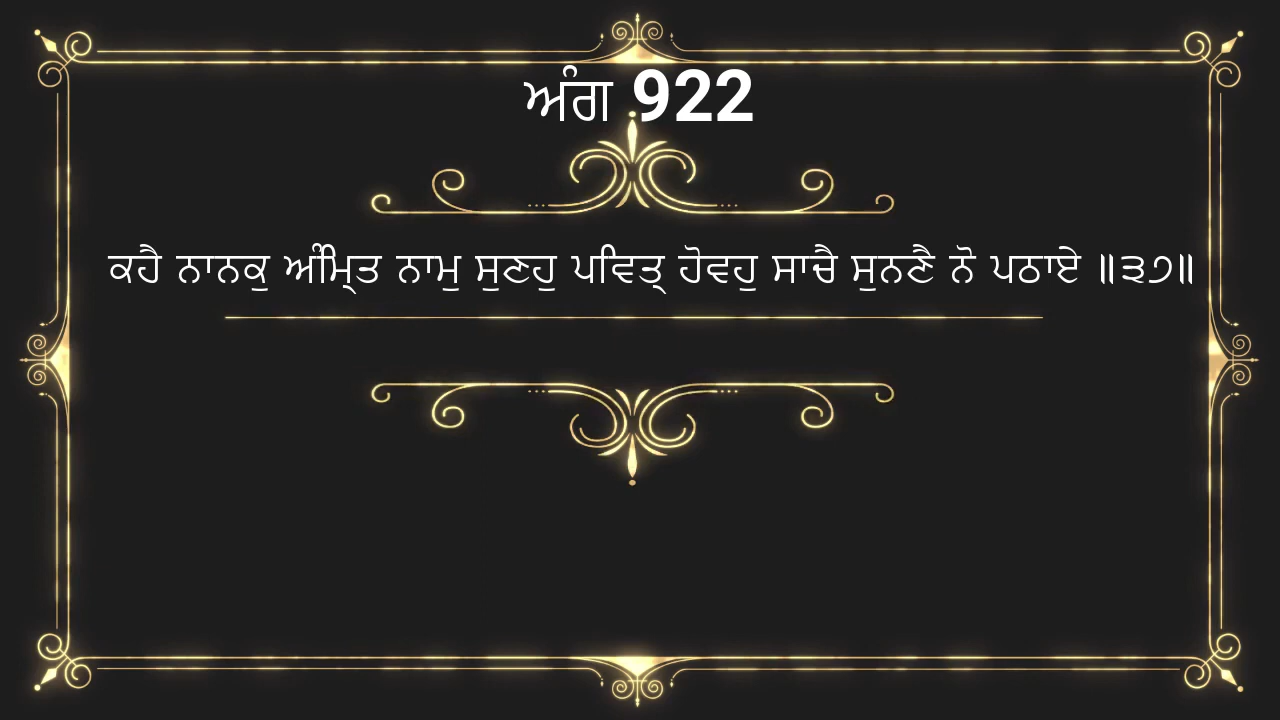 ਅੰਗ 922
ਕਹੈ ਨਾਨਕੁ ਅੰਮ੍ਰਿਤ ਨਾਮੁ ਸੁਣਹੁ ਪਵਿਤ੍ਰ ਹੋਵਹੁ ਸਾਚੈ ਸੁਨਣੈ ਨੋ ਪਠਾਏ ॥੩੭॥